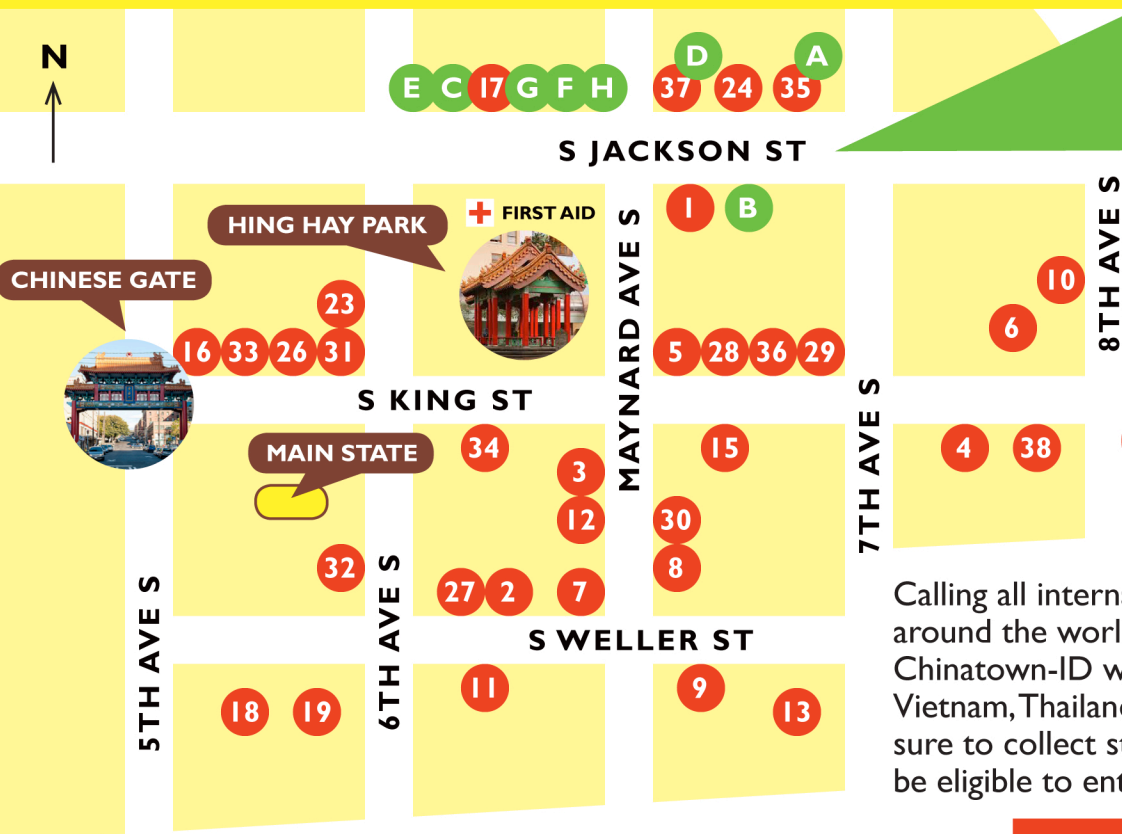 N
D
A
E
C
17
G
F
H
37
24
35
S JACKSON ST
I
B
FIRST AID
HING HAY PARK
CHINESE GATE
MAYNARD AVE S
8TH AVE S
23
10
6
16
33
26
31
5
28
36
29
S KING ST
7TH AVE S
MAIN STATE
34
3
15
4
38
12
30
32
8
27
2
7
5TH AVE S
6TH AVE S
S WELLER ST
11
9
18
19
13
Calling all interna
around the worl
Chinatown-ID w
Vietnam, Thailand
sure to collect st
be eligible to ent